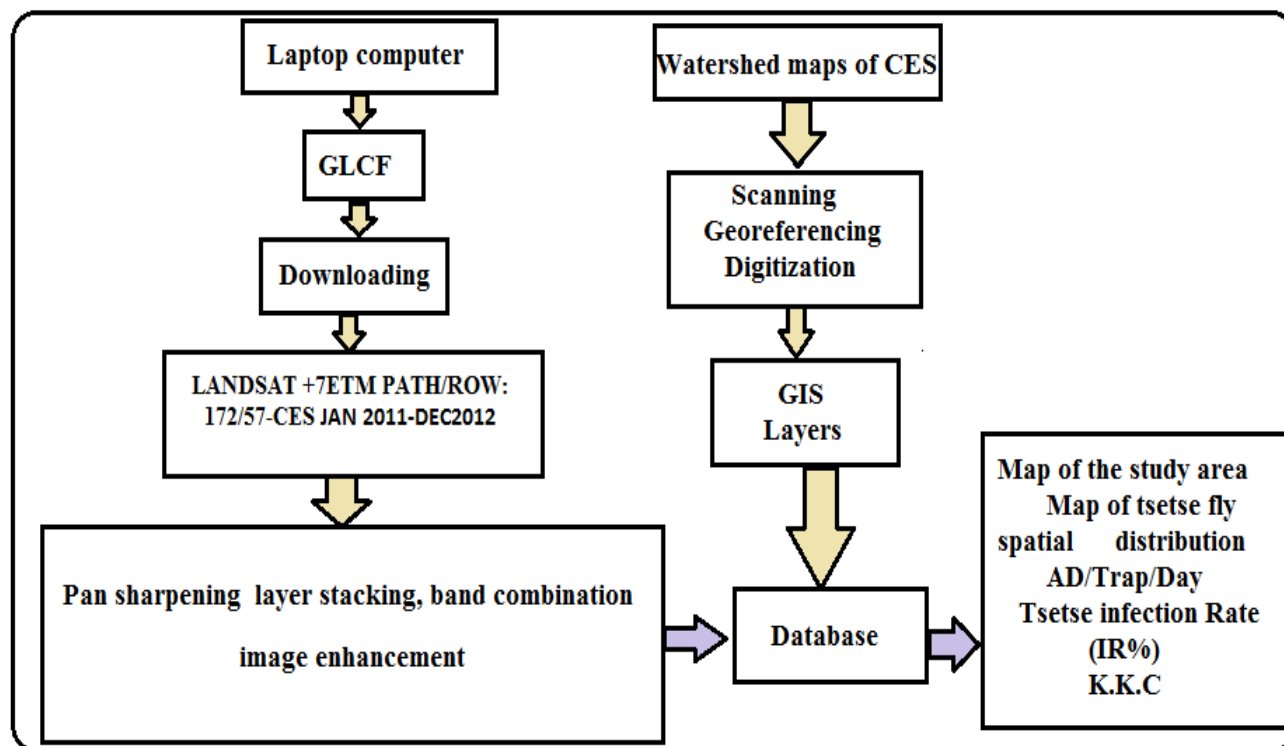 Laptop computer
GLCF
Downloading
LANDSAT +7ETM PATH/ROW:
172/57-CES JAN 2011-DEC2012
Pan sharpening layer stacking, band combination
image enhancement
Watershed maps of CES
Scanning
Georeferencing
Digitization
GIS
Layers
Database
Map of the study area
Map of tsetse fly
spatial distribution
AD/Trap/Day
Tsetse infection Rate
(IR%)
K.K.C